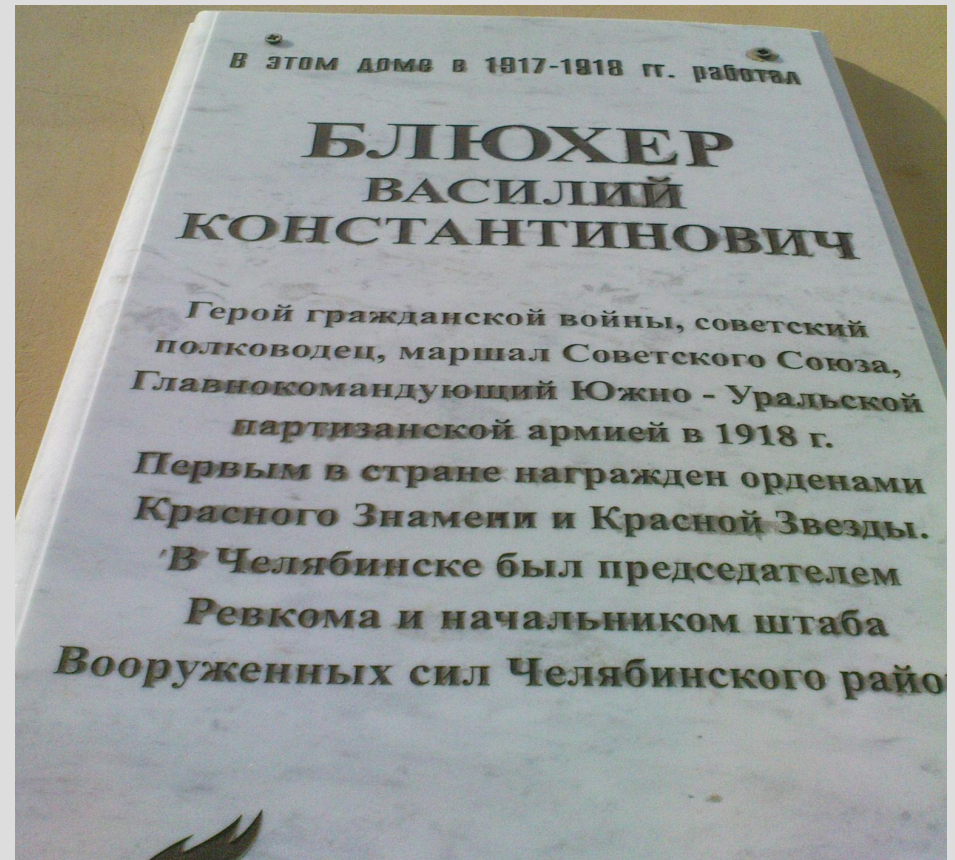 В этом доме в 1917-1918 гг. работал
БЛЮХЕР
ВАСИЛИЙ
КОНСТАНТИНОВИЧ
Герой гражданской войны, советский
полководец, маршал Советского Союза,
Главнокомандующий Южно - Уральской
партизанской армией в 1918 г.
Первым в стране награжден орденами
Красного Знамени и Красной Звезды.
В Челябинске был председателем
Ревкома и начальником штаба
Вооруженных сил Челябинского